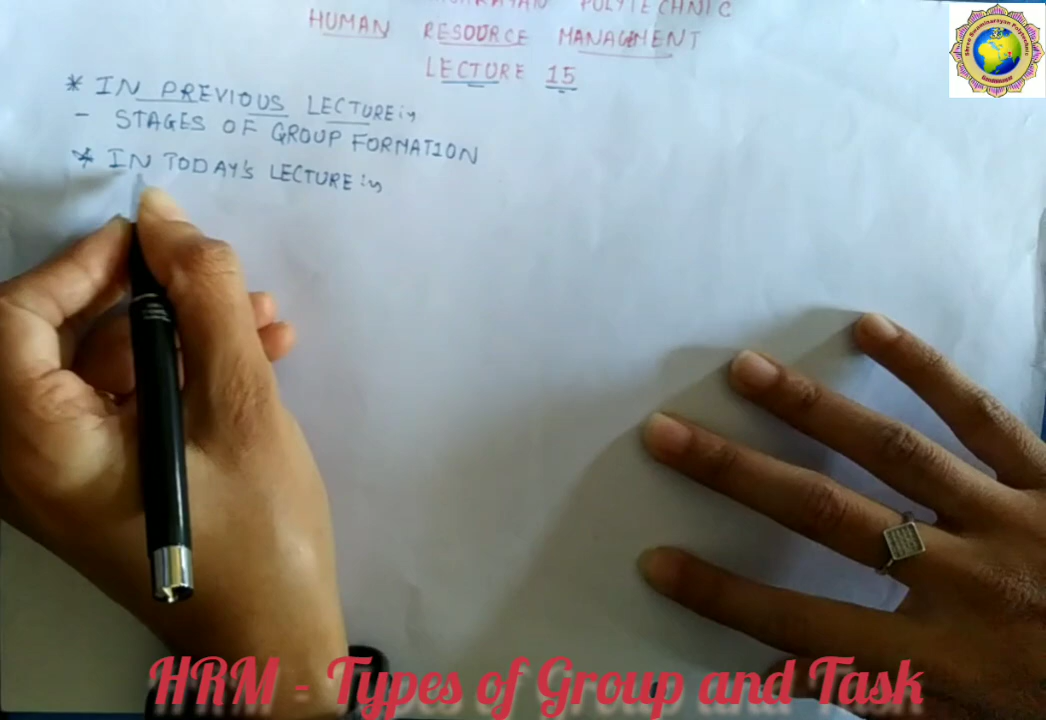 POLYTECHNIC
HUMAN RESOURCE MANAGEMENT
LECTURE 15
* IN PREVIOUS LECTURE :→
- STAGES OF GROUP FORMATION
* IN TODAY'S LECTURE :→
HRM - Types of Group and Task